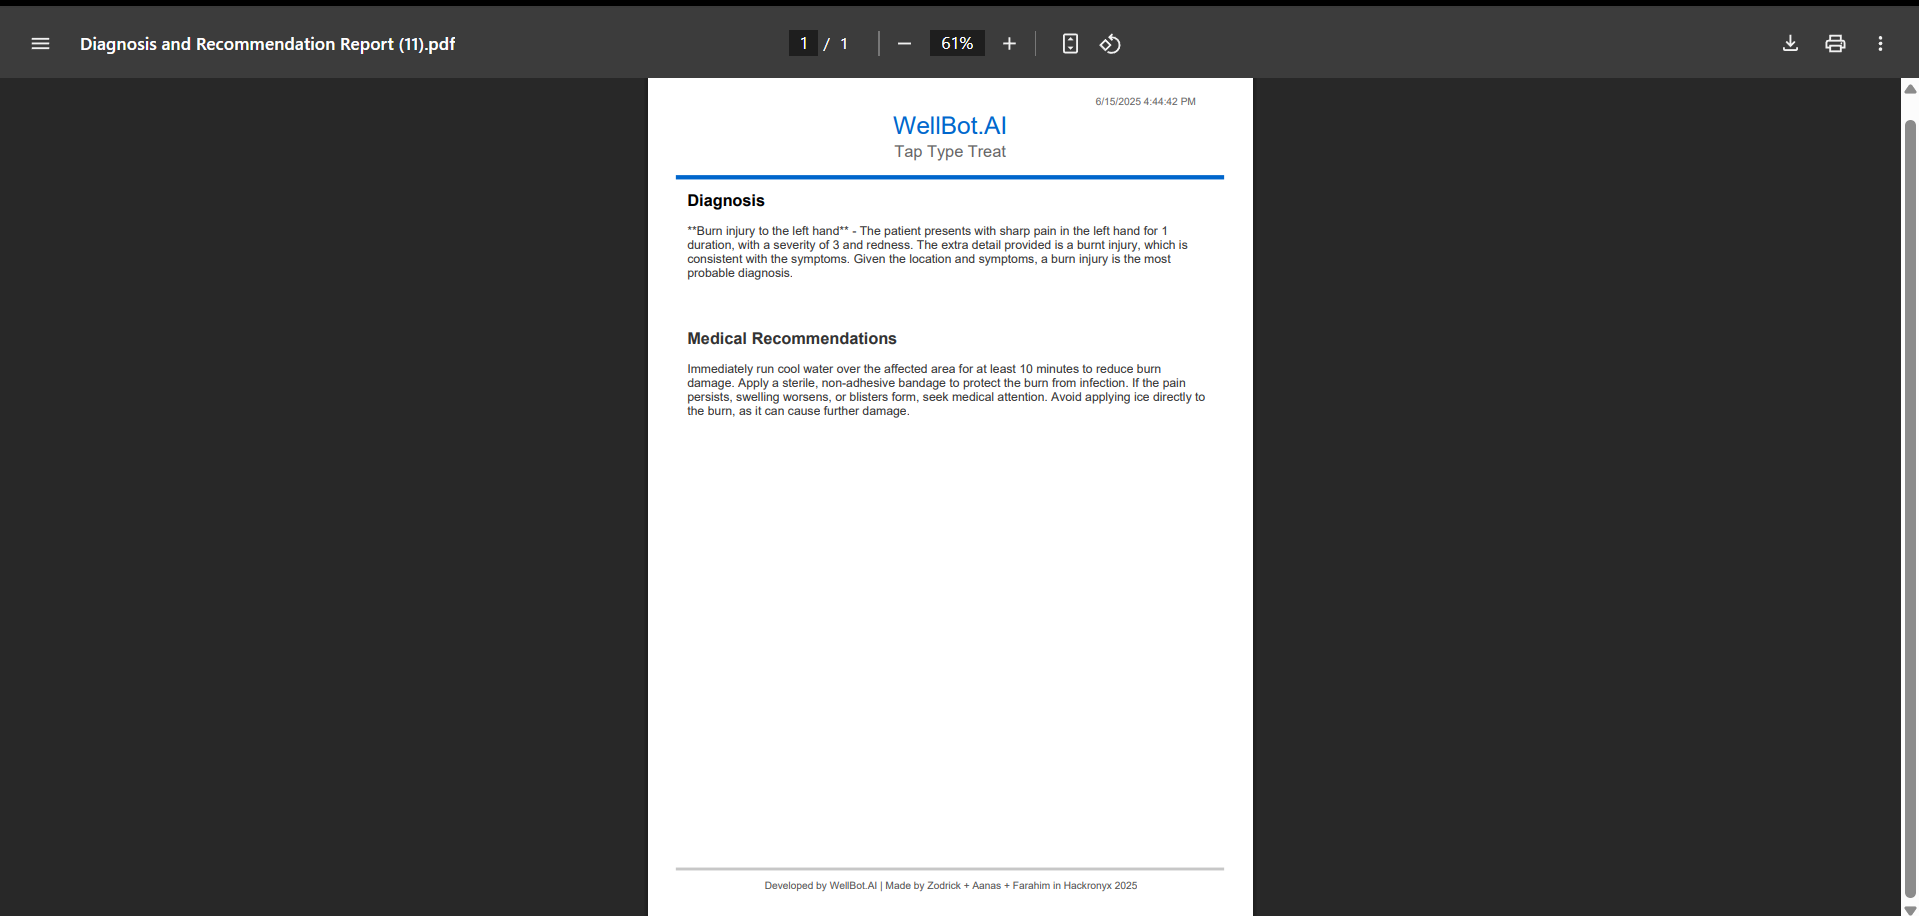 Diagnosis and Recommendation Report (11).pdf
1 / 1
61%
6/15/2025 4:44:42 PM
WellBot.AI
Tap Type Treat
Diagnosis
**Burn injury to the left hand** - The patient presents with sharp pain in the left hand for 1
duration, with a severity of 3 and redness. The extra detail provided is a burnt injury, which is
consistent with the symptoms. Given the location and symptoms, a burn injury is the most
probable diagnosis.
Medical Recommendations
Immediately run cool water over the affected area for at least 10 minutes to reduce burn
damage. Apply a sterile, non-adhesive bandage to protect the burn from infection. If the pain
persists, swelling worsens, or blisters form, seek medical attention. Avoid applying ice directly to
the burn, as it can cause further damage.
Developed by WellBot.AI | Made by Zodrick + Aanas + Farahim in Hackronyx 2025